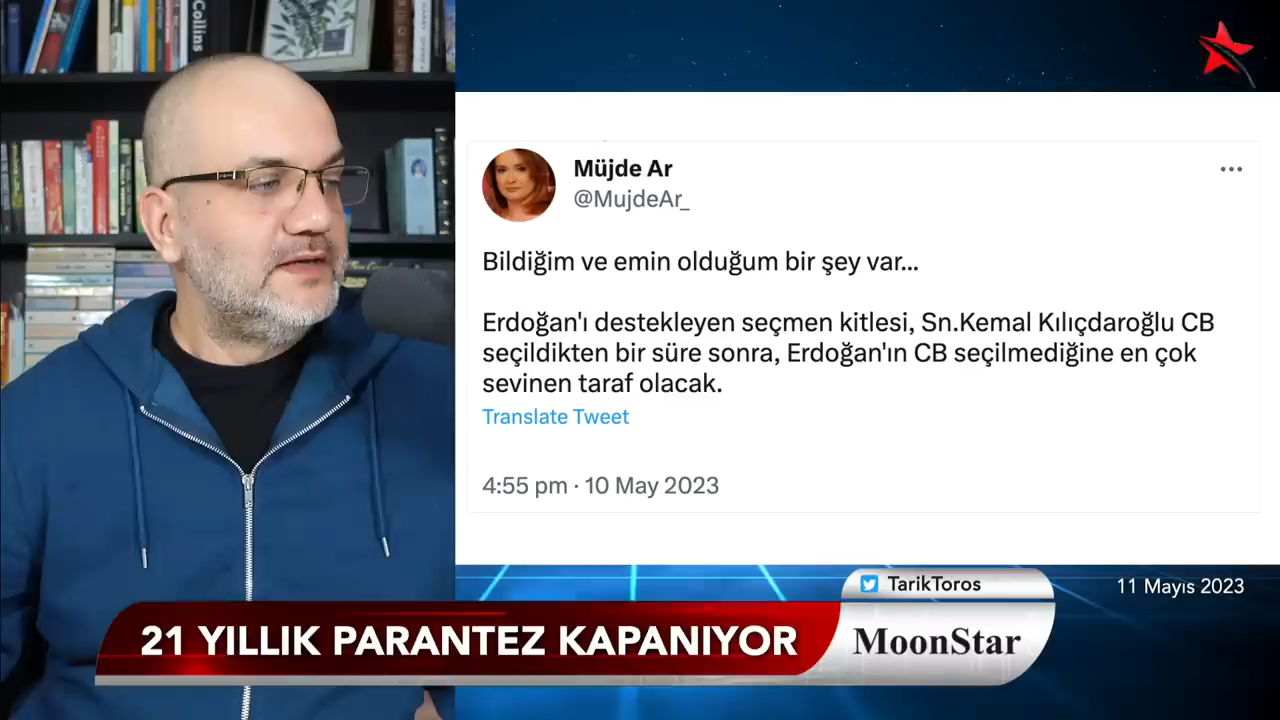 Collins
Müjde Ar
@MujdeAr_
Bildiğim ve emin olduğum bir şey var...
Erdoğan'ı destekleyen seçmen kitlesi, Sn.Kemal Kılıçdaroğlu CB
seçildikten bir süre sonra, Erdoğan'ın CB seçilmediğine en çok
sevinen taraf olacak.
Translate Tweet
4:55 pm · 10 May 2023
TarikToros
11 Mayıs 2023
21 YILLIK PARANTEZ KAPANIYOR
MoonStar